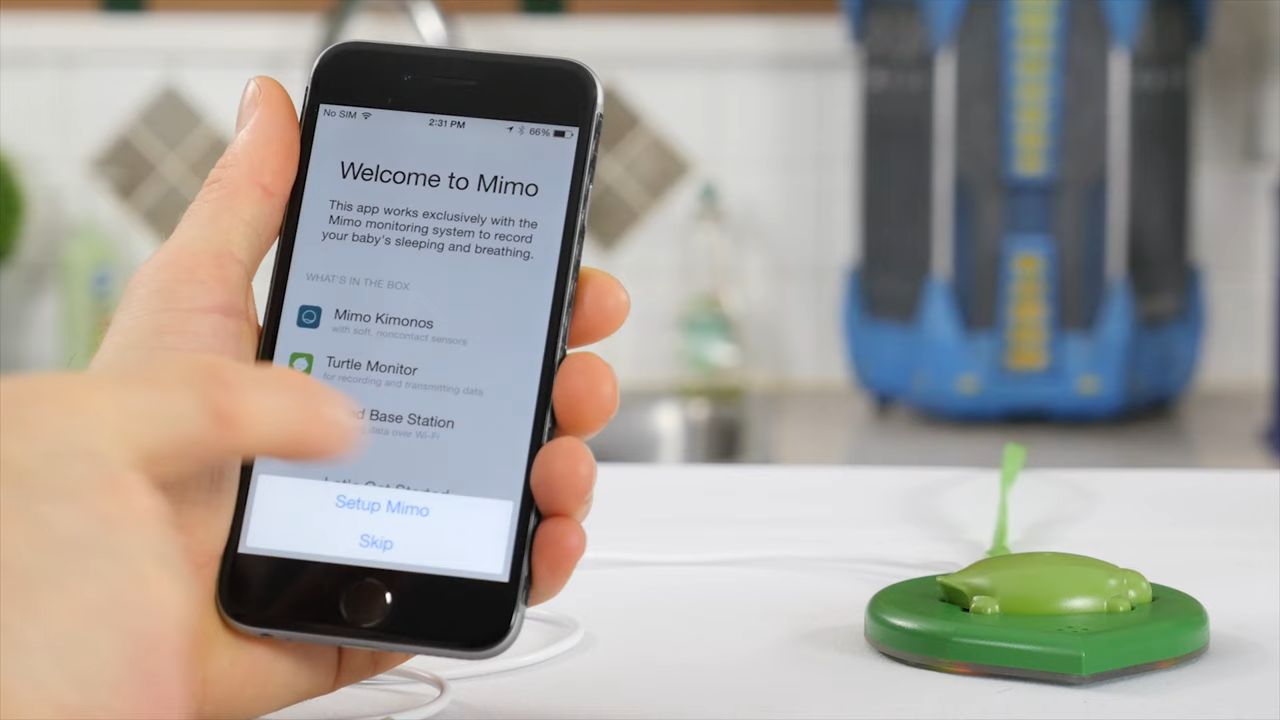 No SIM 2:31 PM 66%
Welcome to Mimo
This app works exclusively with the
Mimo monitoring system to record
your baby's sleeping and breathing.
WHAT'S IN THE BOX
Mimo Kimonos
with soft, noncontact sensors
Turtle Monitor
for recording and transmitting data
Base Station
data over Wi-Fi
Setup Mimo
Skip